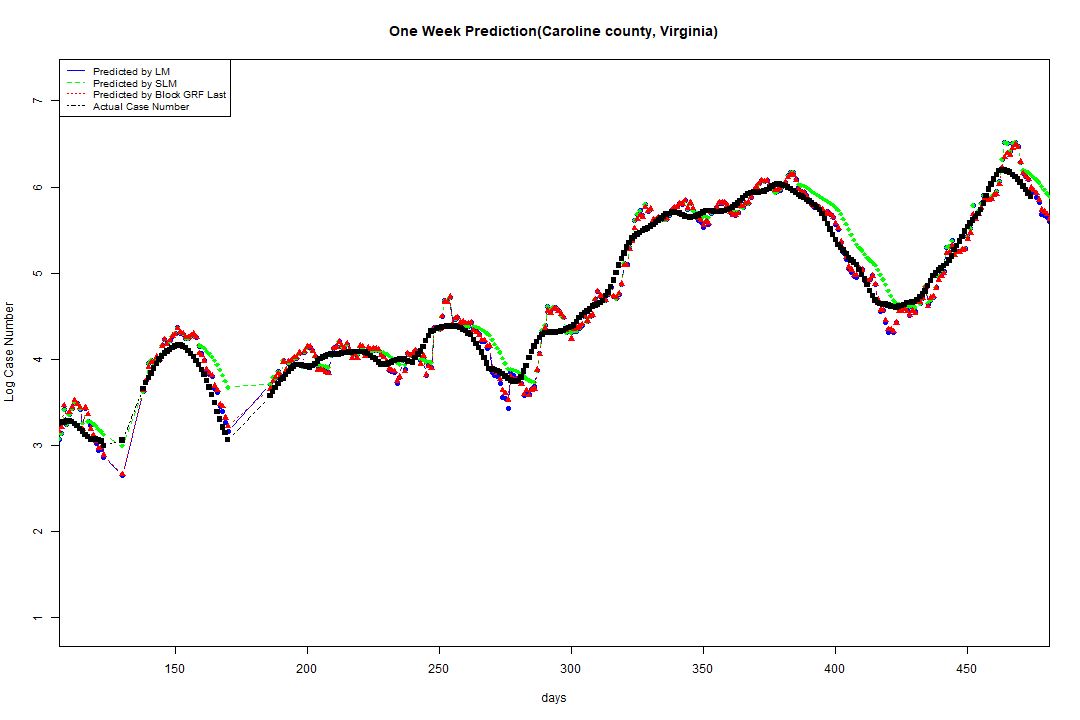 One Week Prediction(Caroline county, Virginia)
Predicted by LM
Predicted by SLM
Predicted by Block GRF Last
Actual Case Number
7
6
5
4
3
2
1
Log Case Number
150 200 250 300 350 400 450
days